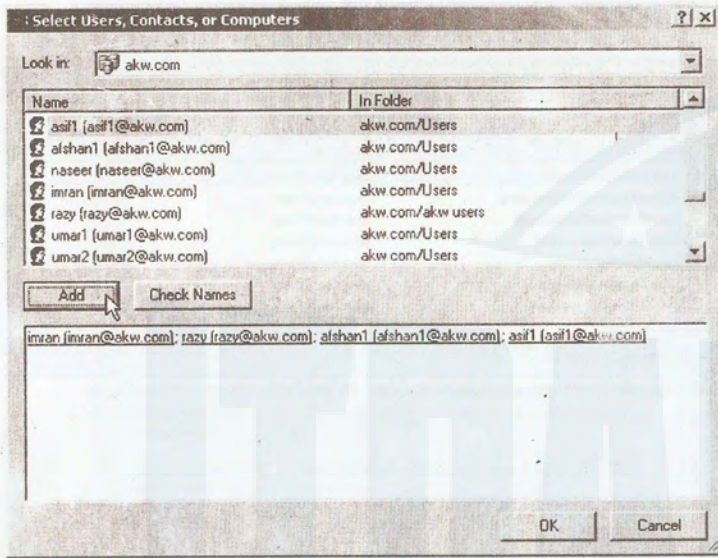 Select Users, Contacts, or Computers
Look in: akw.com
Name In Folder
asif1 (asif1@akw.com) akw.com/Users
afshan1 (afshan1@akw.com) akw.com/Users
naseer (naseer@akw.com) akw.com/Users
imran (imran@akw.com) akw.com/Users
razy (razy@akw.com) akw.com/akw users
umar1 (umar1@akw.com) akw.com/Users
umar2 (umar2@akw.com) akw.com/Users
Add Check Names
imran (imran@akw.com); razy (razy@akw.com); afshan1 (afshan1@akw.com); asif1 (asif1@akw.com)
OK Cancel